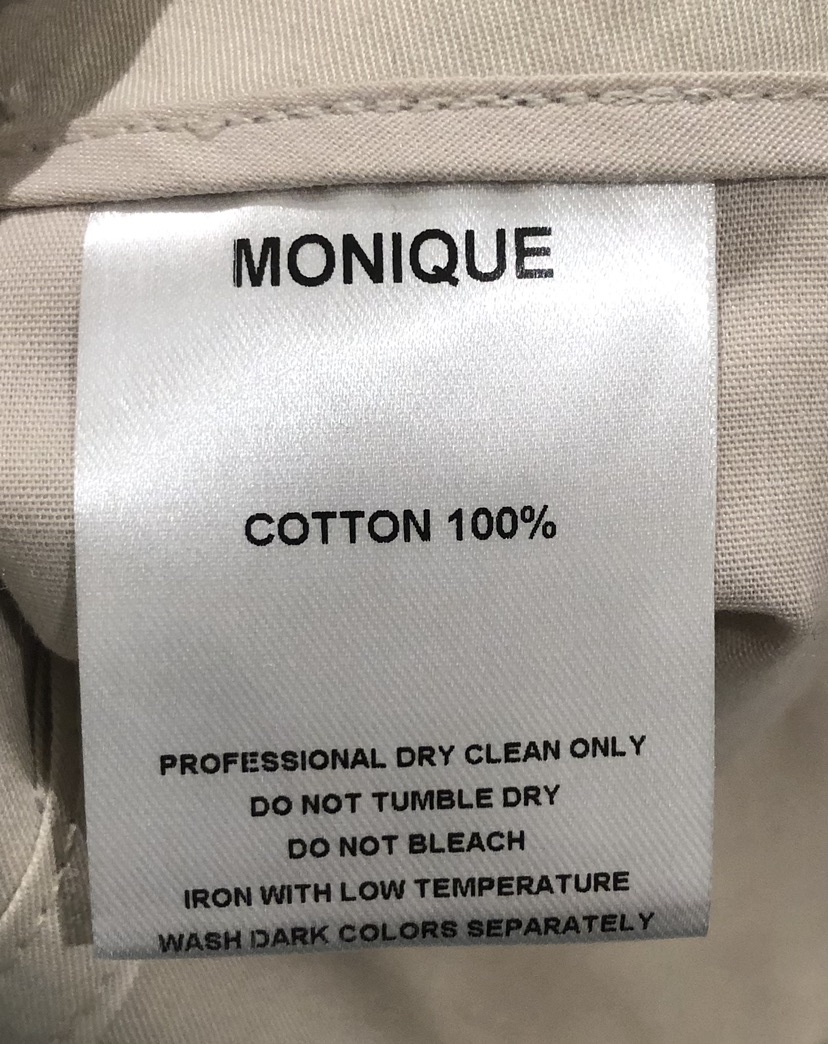 MONIQUE
COTTON 100%
PROFESSIONAL DRY CLEAN ONLY
DO NOT TUMBLE DRY
DO NOT BLEACH
IRON WITH LOW TEMPERATURE
WASH DARK COLORS SEPARATELY